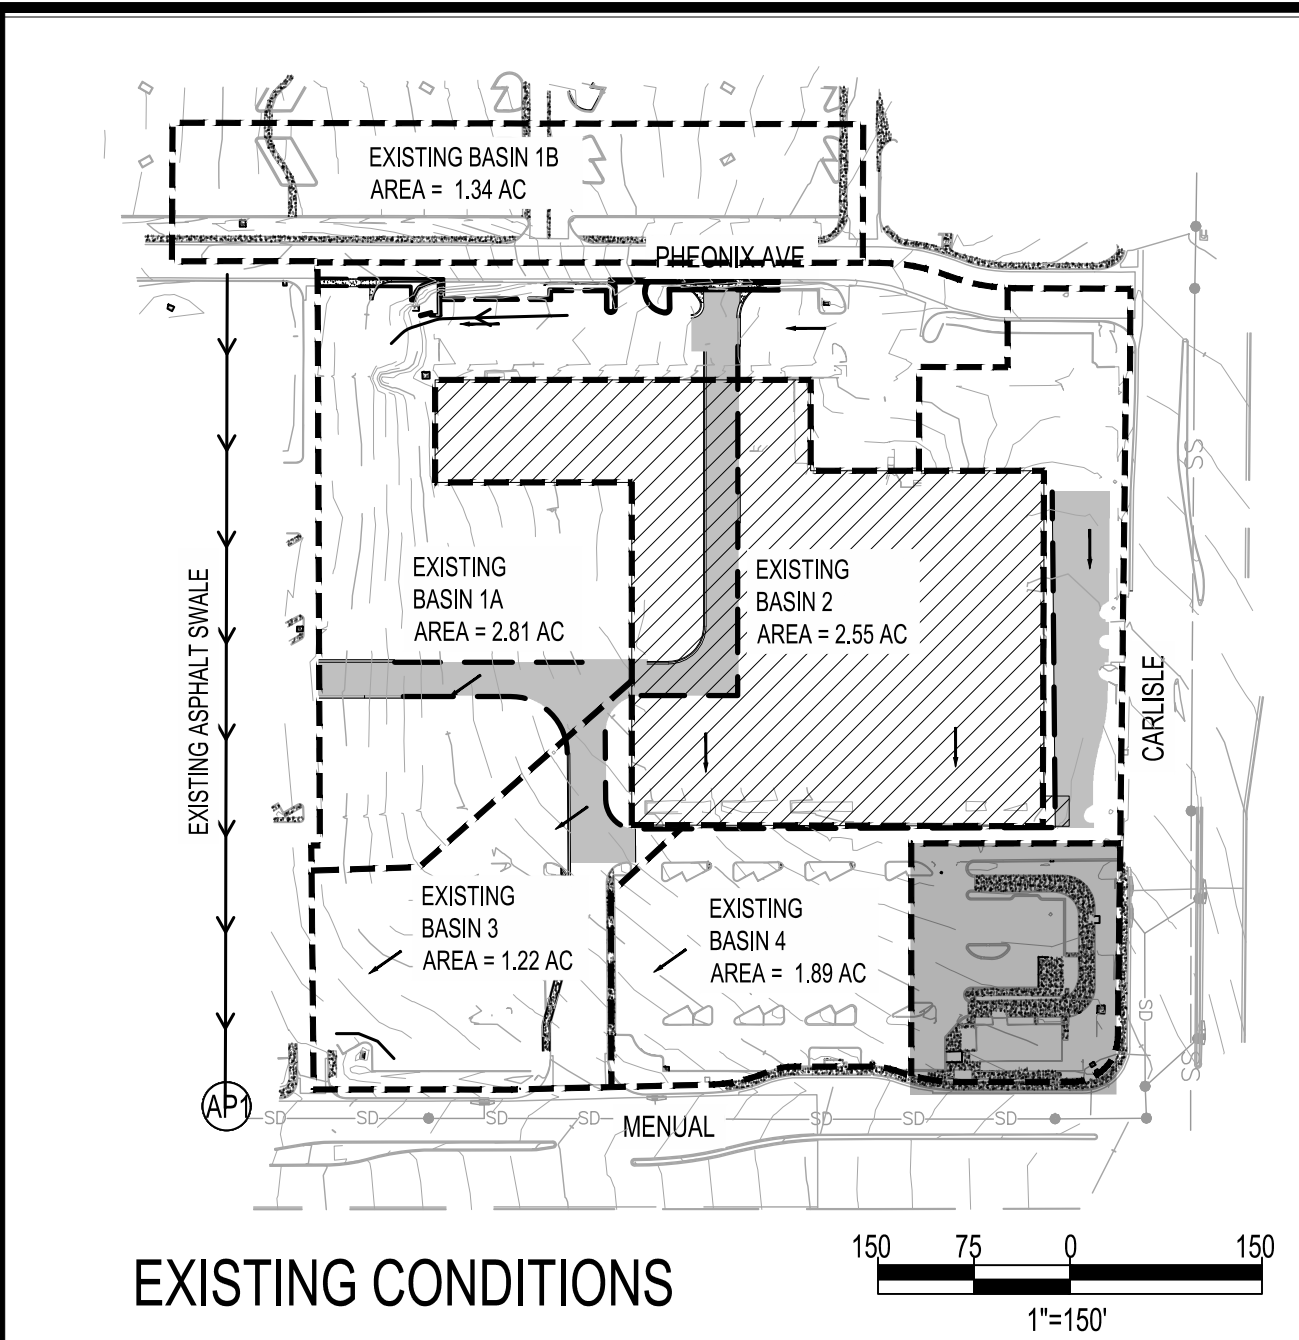 EXISTING BASIN 1B
AREA = 1.34 AC
PHEONIX AVE
EXISTING
BASIN 1A
AREA = 2.81 AC
EXISTING
BASIN 2
AREA = 2.55 AC
EXISTING ASPHALT SWALE
CARLISLE
SS
EXISTING
BASIN 3
AREA = 1.22 AC
EXISTING
BASIN 4
AREA = 1.89 AC
SD
SS
AP1
SD
SD
SD
SD
SD
SD
MENUAL
EXISTING CONDITIONS
150 75 0 150
1"=150'